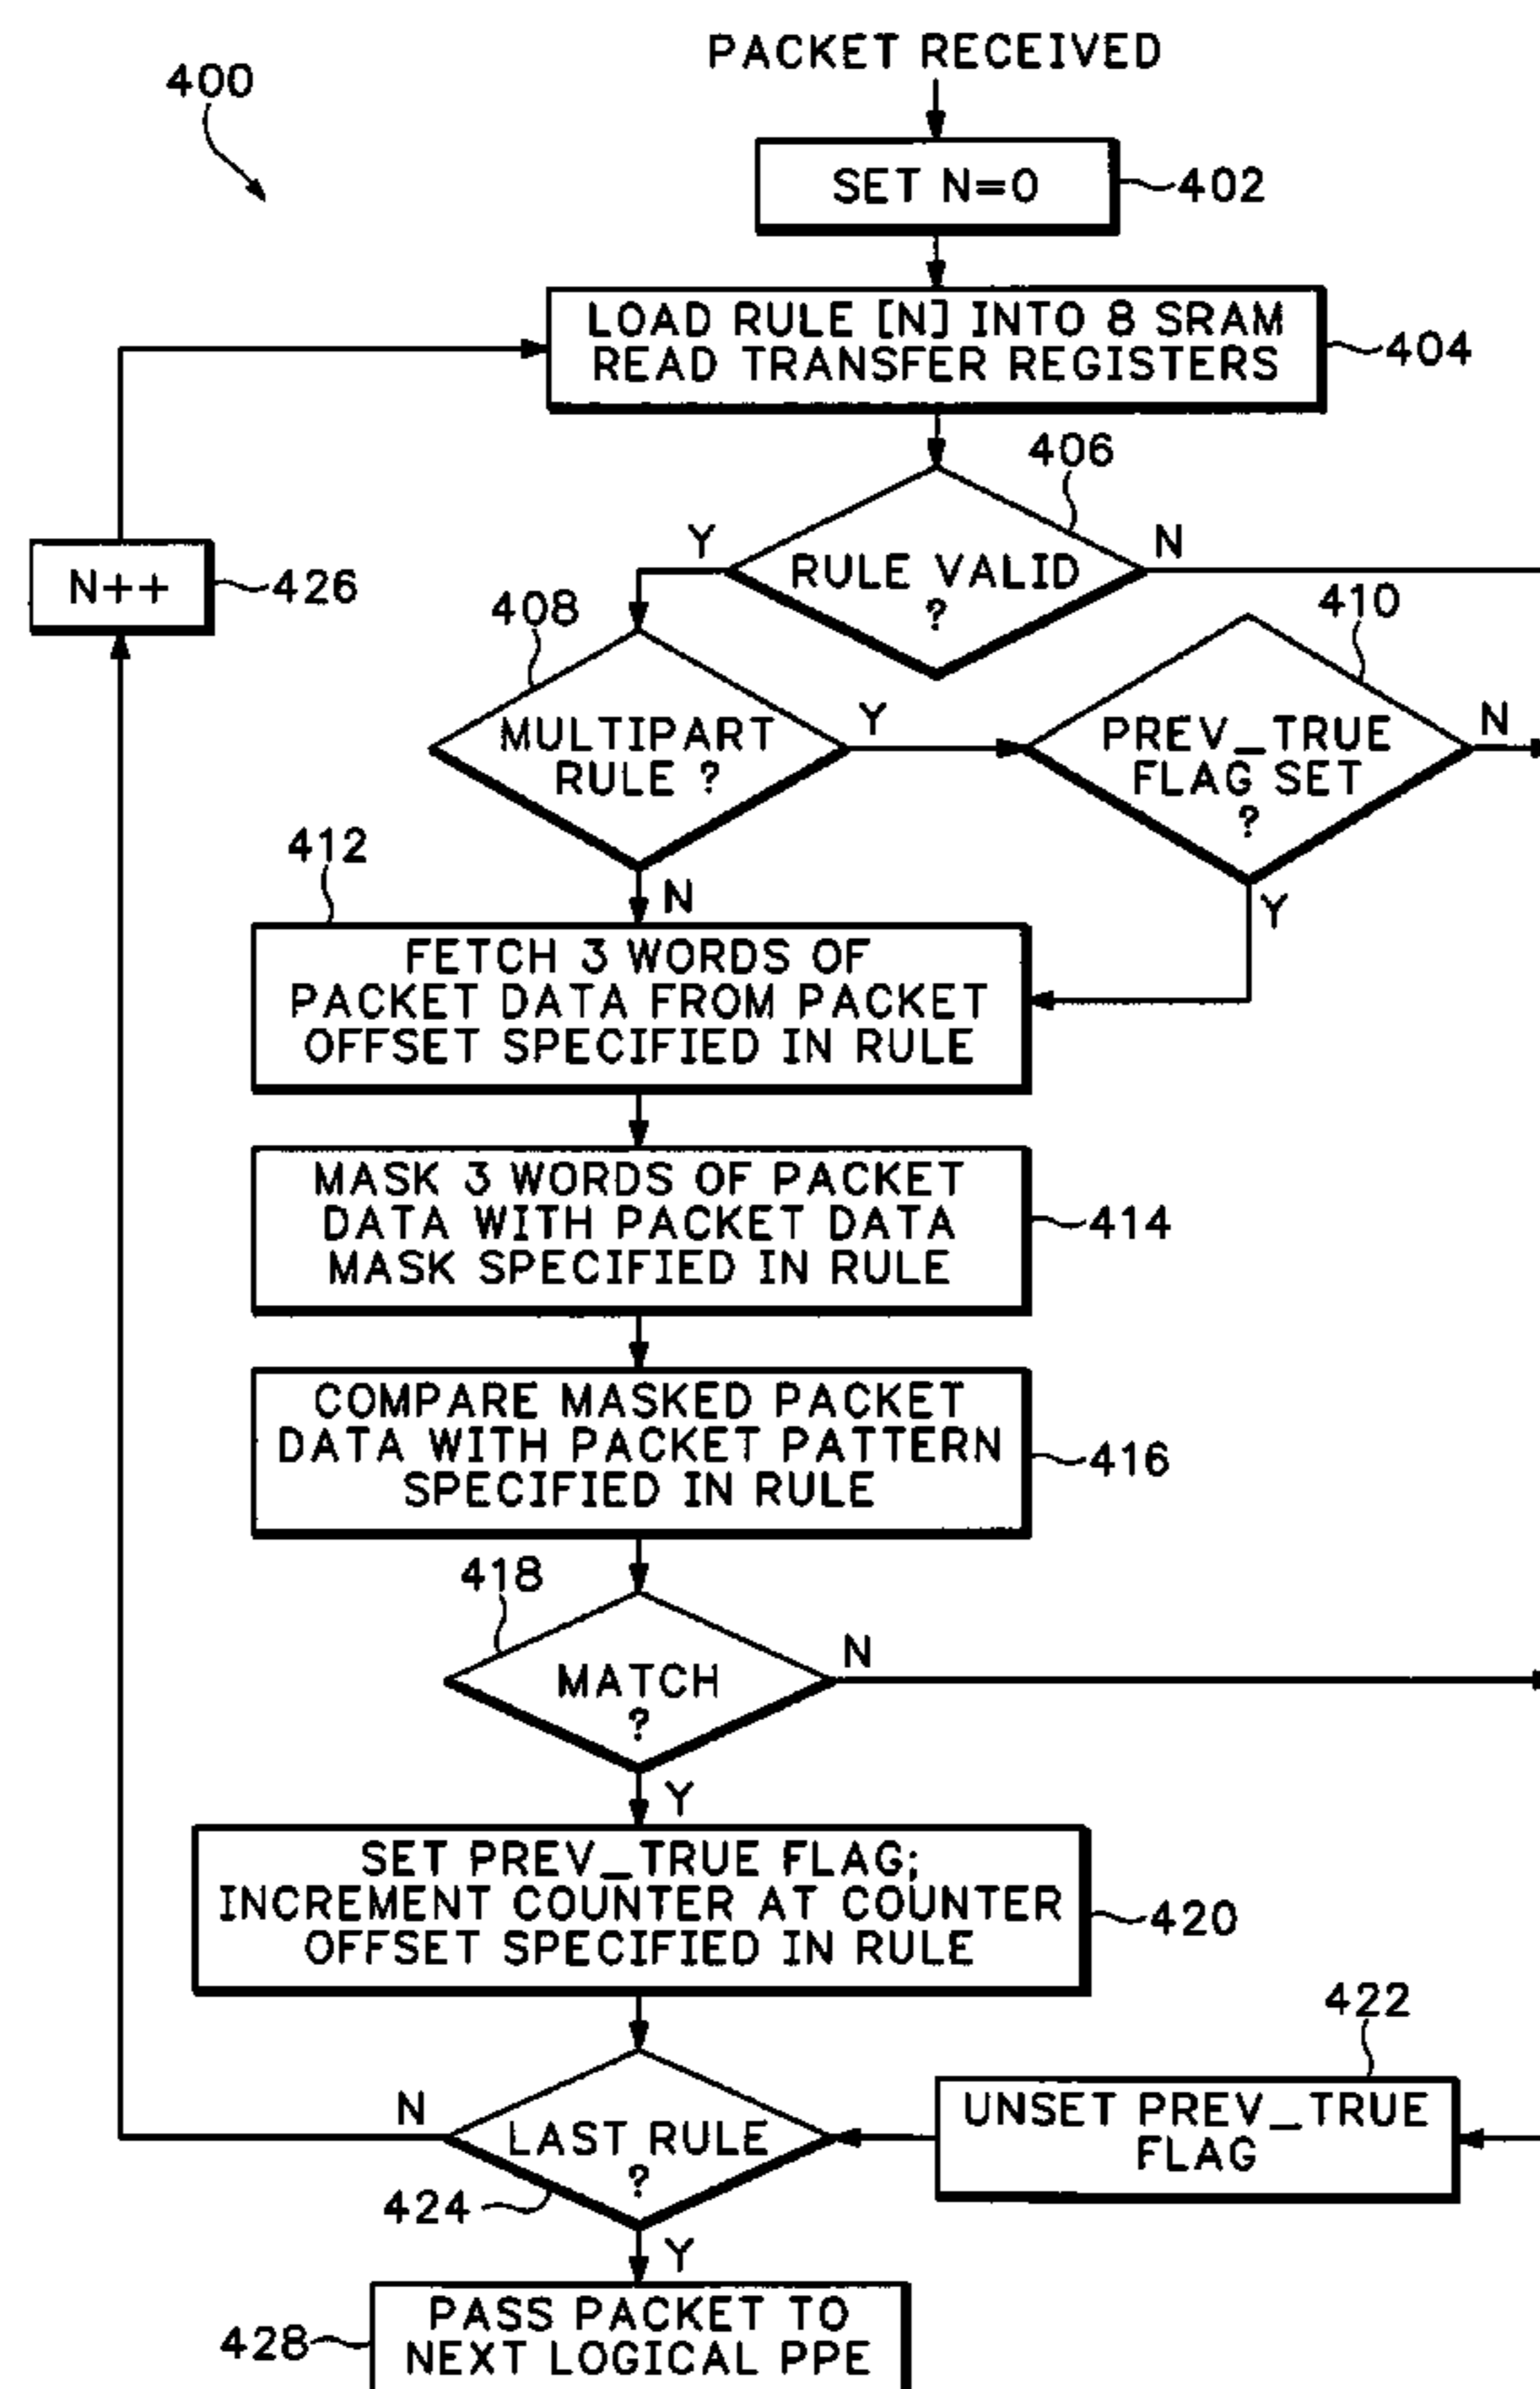 PACKET RECEIVED
400
SET N=0
402
LOAD RULE [N] INTO 8 SRAM
READ TRANSFER REGISTERS
404
406
Y
N
RULE VALID
?
N++
426
408
410
MULTIPART
RULE ?
Y
PREV_TRUE
FLAG SET
?
N
412
N
Y
FETCH 3 WORDS OF
PACKET DATA FROM PACKET
OFFSET SPECIFIED IN RULE
MASK 3 WORDS OF PACKET
DATA WITH PACKET DATA
MASK SPECIFIED IN RULE
414
COMPARE MASKED PACKET
DATA WITH PACKET PATTERN
SPECIFIED IN RULE
416
418
MATCH
?
N
Y
SET PREV_TRUE FLAG;
INCREMENT COUNTER AT COUNTER
OFFSET SPECIFIED IN RULE
420
422
N
LAST RULE
?
UNSET PREV_TRUE
FLAG
424
Y
PASS PACKET TO
NEXT LOGICAL PPE
428